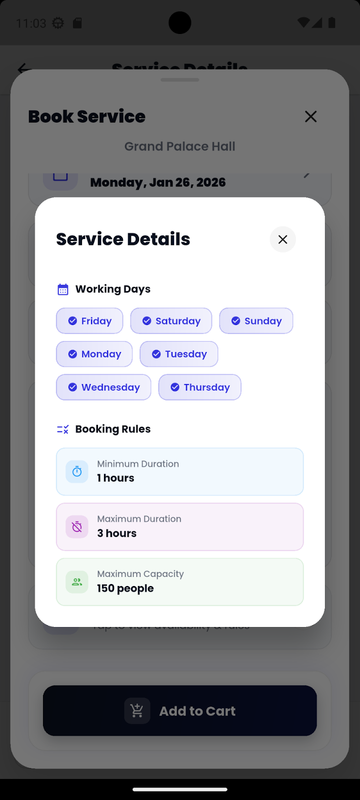 11:03
Service Details
Book Service
Grand Palace Hall
Monday, Jan 26, 2026
Service Details
Working Days
Friday
Saturday
Sunday
Monday
Tuesday
Wednesday
Thursday
Booking Rules
Minimum Duration
1 hours
Maximum Duration
3 hours
Maximum Capacity
150 people
Tap to view availability & rules
Add to Cart